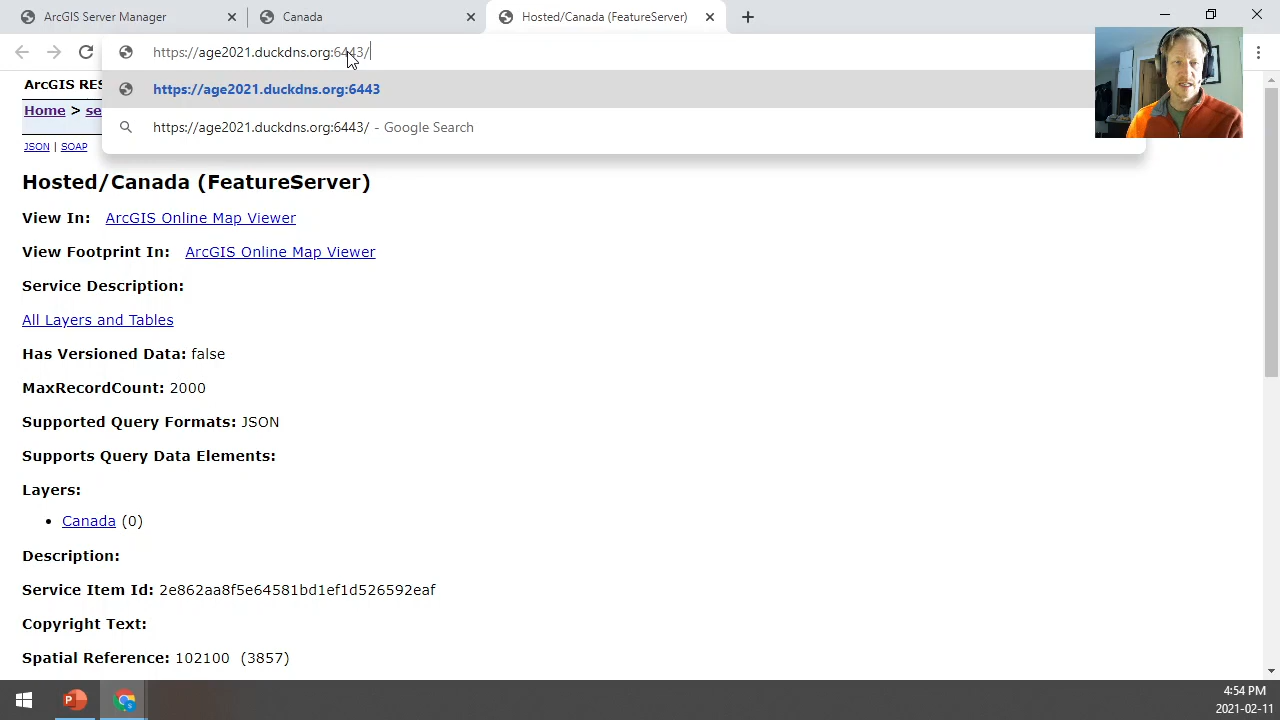 ArcGIS Server Manager
Canada
Hosted/Canada (FeatureServer)
https://age2021.duckdns.org:6443/
https://age2021.duckdns.org:6443
https://age2021.duckdns.org:6443/ - Google Search
ArcGIS RES
Home > se
JSON | SOAP
Hosted/Canada (FeatureServer)
View In: ArcGIS Online Map Viewer
View Footprint In: ArcGIS Online Map Viewer
Service Description:
All Layers and Tables
Has Versioned Data: false
MaxRecordCount: 2000
Supported Query Formats: JSON
Supports Query Data Elements:
Layers:
• Canada (0)
Description:
Service Item Id: 2e862aa8f5e64581bd1ef1d526592eaf
Copyright Text:
Spatial Reference: 102100 (3857)
4:54 PM
2021-02-11